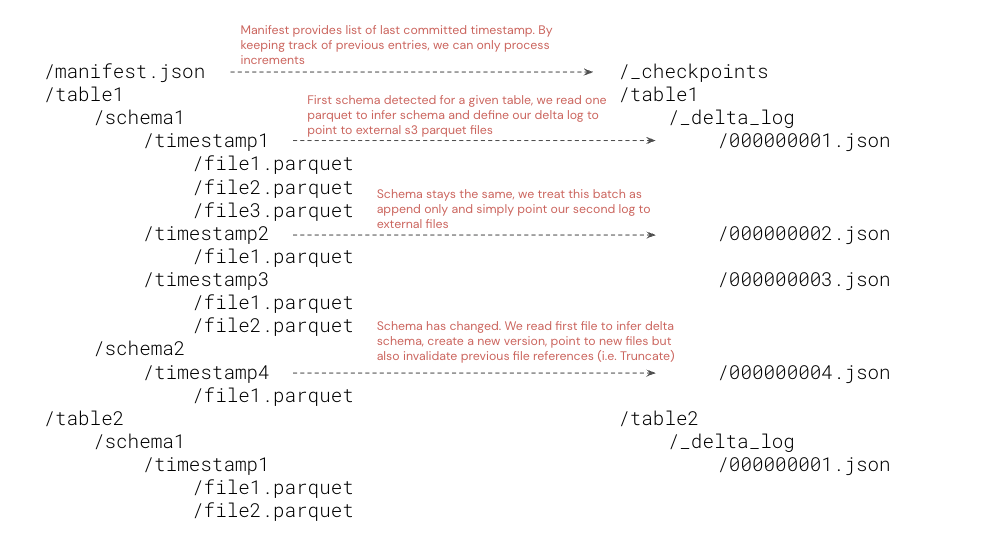 Manifest provides list of last committed timestamp. By
keeping track of previous entries, we can only process
increments
/manifest.json
/_checkpoints
/table1
/table1
First schema detected for a given table, we read one
parquet to infer schema and define our delta log to
point to external s3 parquet files
/schema1
/_delta_log
/timestamp1
/000000001.json
/file1.parquet
/file2.parquet
/file3.parquet
Schema stays the same, we treat this batch as
append only and simply point our second log to
external files
/timestamp2
/000000002.json
/file1.parquet
/timestamp3
/000000003.json
/file1.parquet
/file2.parquet
Schema has changed. We read first file to infer delta
schema, create a new version, point to new files but
also invalidate previous file references (i.e. Truncate)
/schema2
/timestamp4
/000000004.json
/file1.parquet
/table2
/table2
/schema1
/_delta_log
/timestamp1
/000000001.json
/file1.parquet
/file2.parquet